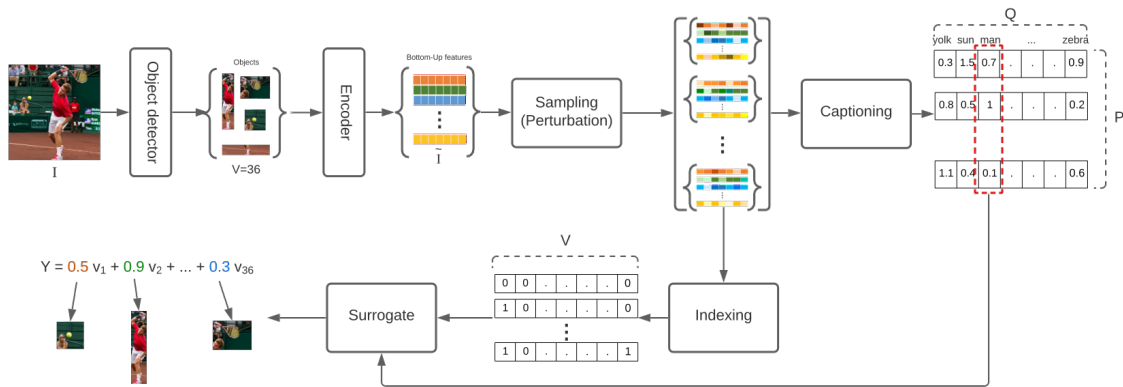 Q
yolk sun man ... zebra
0.3 1.5 0.7 . . . 0.9
0.8 0.5 1 . . . 0.2
1.1 0.4 0.1 . . . 0.6
P
Object detector
Objects
V=36
I
Encoder
Bottom-Up features
Ĩ
Sampling
(Perturbation)
Captioning
V
0 0 . . . . 0
1 0 . . . . 0
1 0 . . . . 1
Indexing
Surrogate
Y = 0.5 v₁ + 0.9 v₂ + ... + 0.3 v₃₆